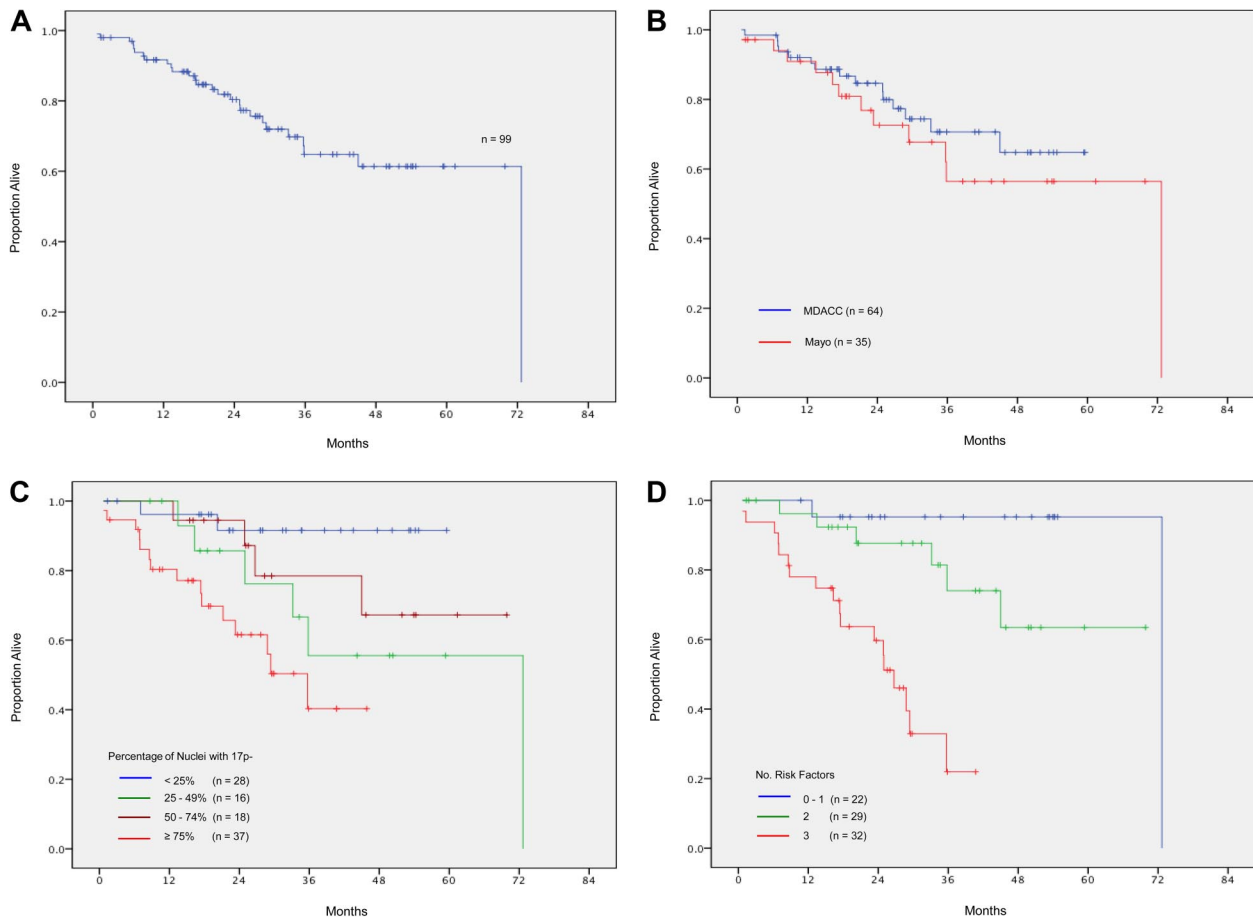 A
Proportion Alive
1.0
0.8
0.6
0.4
0.2
0.0
n = 99
0 12 24 36 48 60 72 84
Months
B
Proportion Alive
1.0
0.8
0.6
0.4
0.2
0.0
MDACC (n = 64)
Mayo (n = 35)
0 12 24 36 48 60 72 84
Months
C
Proportion Alive
1.0
0.8
0.6
0.4
0.2
0.0
Percentage of Nuclei with 17p-
< 25% (n = 28)
25 - 49% (n = 16)
50 - 74% (n = 18)
≥ 75% (n = 37)
0 12 24 36 48 60 72 84
Months
D
Proportion Alive
1.0
0.8
0.6
0.4
0.2
0.0
No. Risk Factors
0 - 1 (n = 22)
2 (n = 29)
3 (n = 32)
0 12 24 36 48 60 72 84
Months